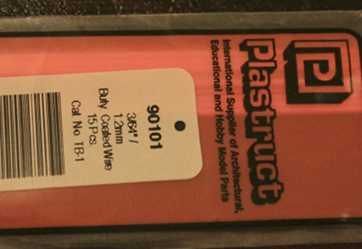 Plastruct
International Supplier of Architectural,
Educational and Hobby Model Parts
90101
3/64" /
1.2mm
Buty Coated Wire
15 Pcs.
Cat No TB-1